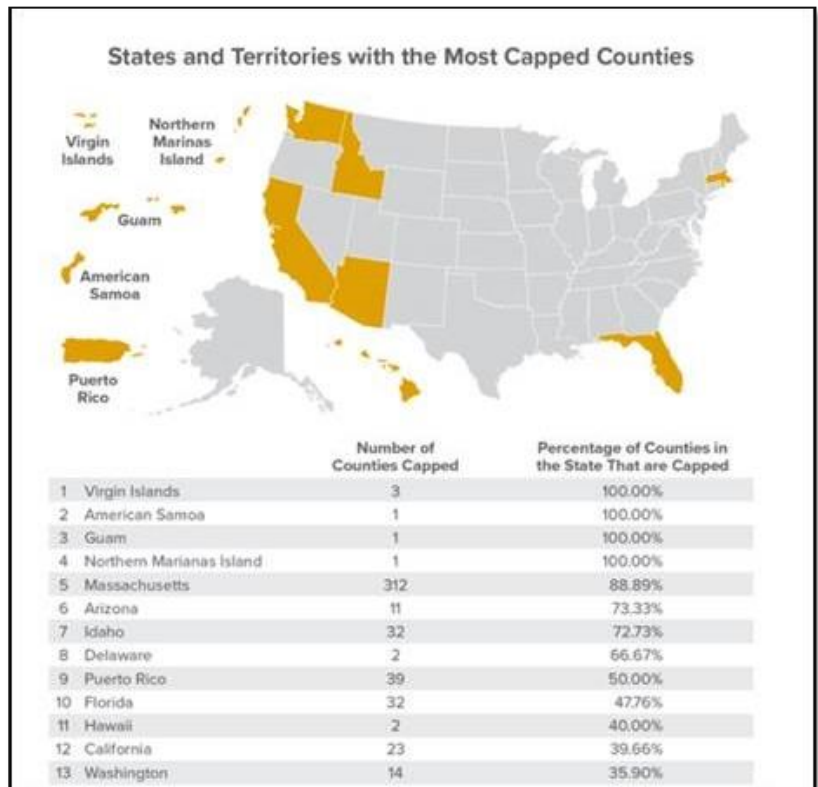 States and Territories with the Most Capped Counties
Virgin
Islands
Northern
Marinas
Island
Guam
American
Samoa
Puerto
Rico
Number of
Counties Capped
Percentage of Counties in
the State That are Capped
1 Virgin Islands 3 100.00%
2 American Samoa 1 100.00%
3 Guam 1 100.00%
4 Northern Marianas Island 1 100.00%
5 Massachusetts 312 88.89%
6 Arizona 11 73.33%
7 Idaho 32 72.73%
8 Delaware 2 66.67%
9 Puerto Rico 39 50.00%
10 Florida 32 47.76%
11 Hawaii 2 40.00%
12 California 23 39.66%
13 Washington 14 35.90%